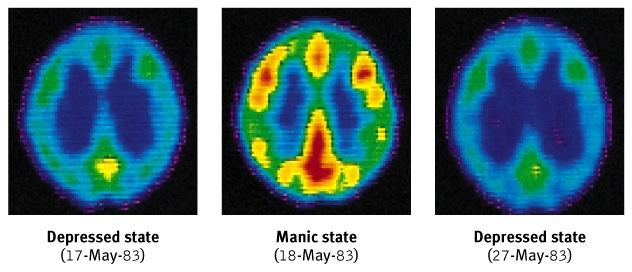 Depressed state
(17-May-83)
Manic state
(18-May-83)
Depressed state
(27-May-83)